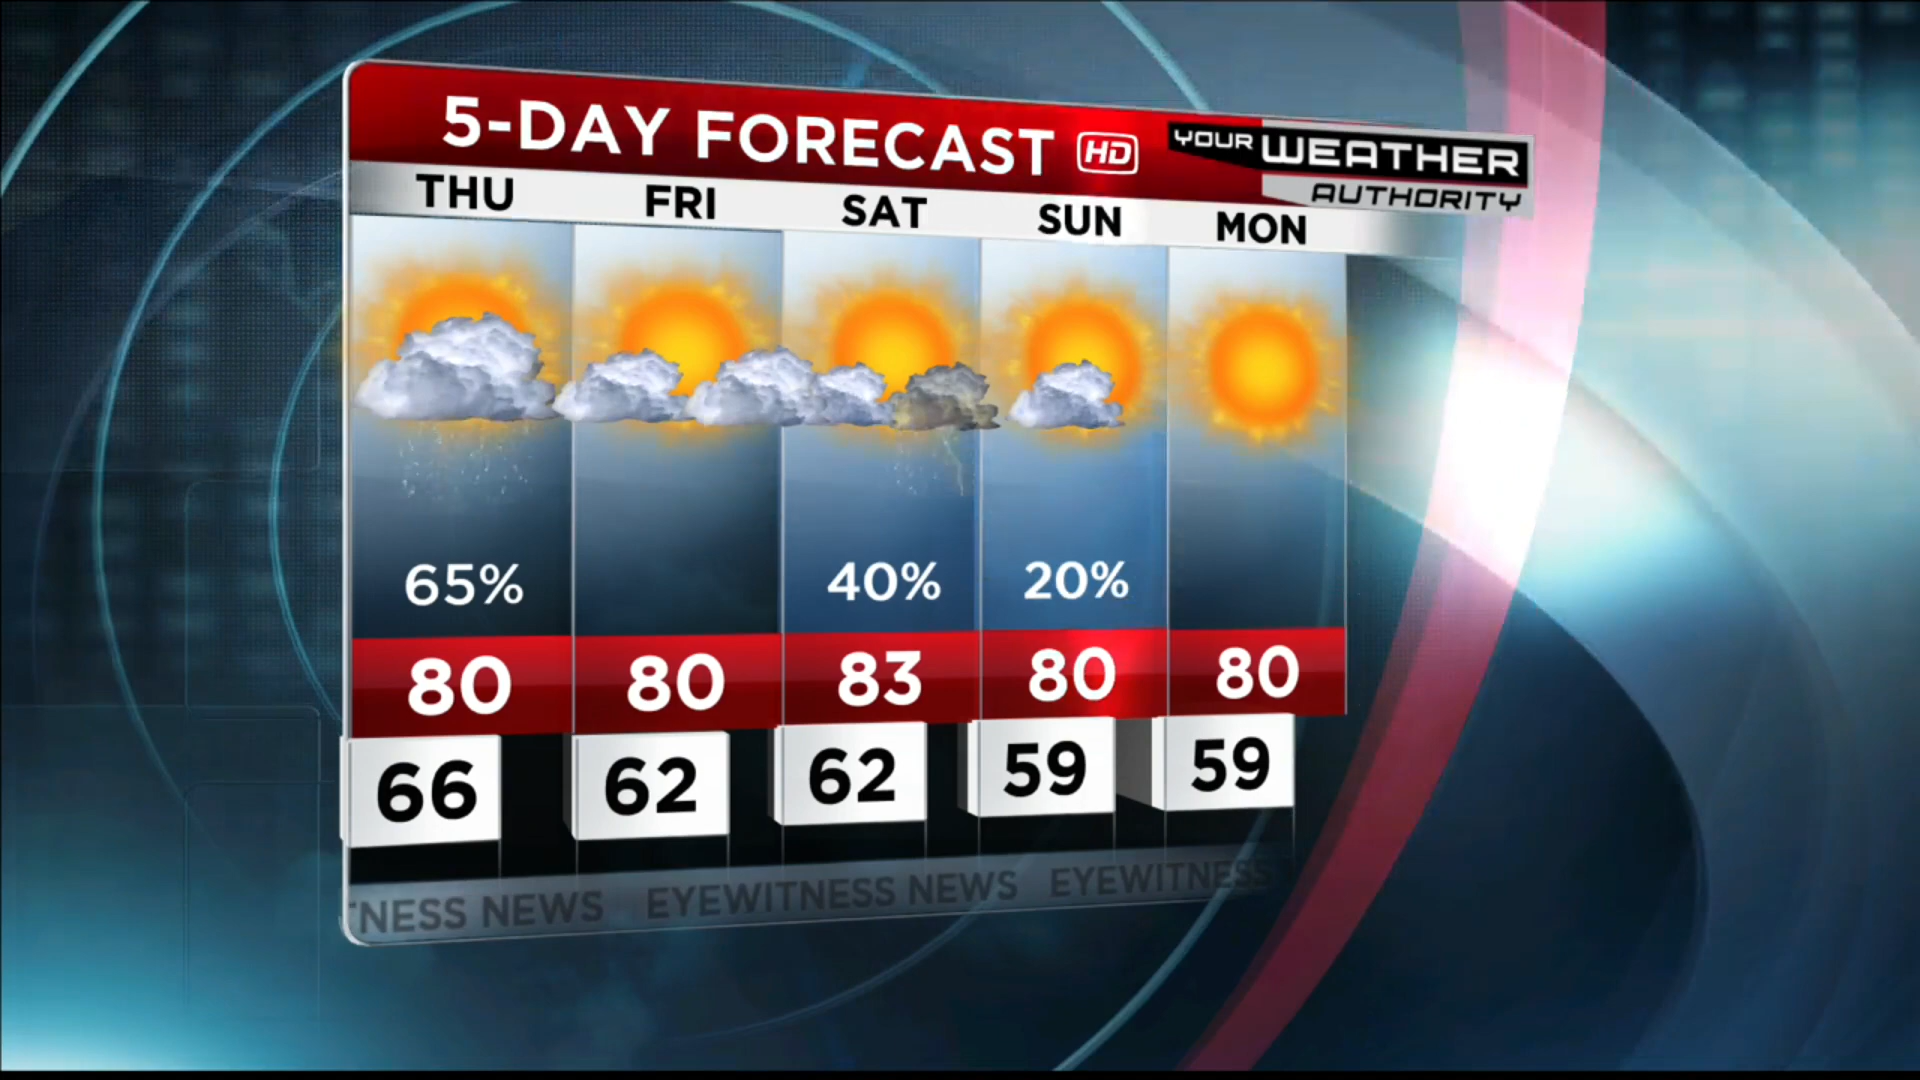 5-DAY FORECAST HD
YOUR WEATHER
AUTHORITY
THU FRI SAT SUN MON
65% 40% 20%
80 80 83 80 80
66 62 62 59 59
TNESS NEWS EYEWITNESS NEWS EYEWITNESS